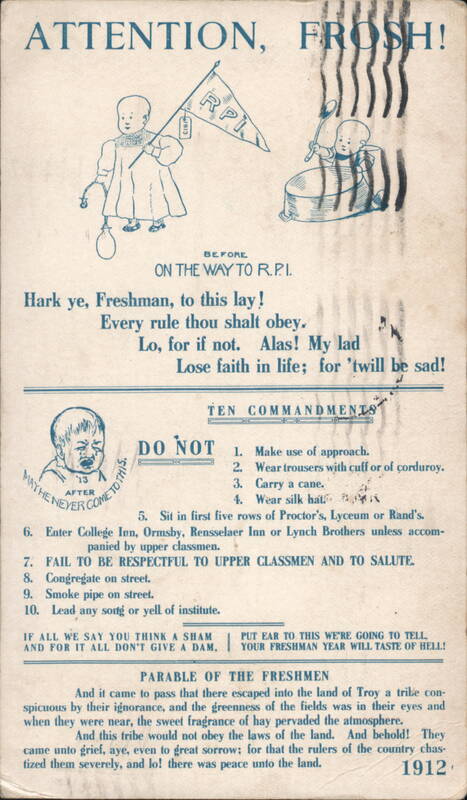 ATTENTION, FROSH!
R.P.I.
BEFORE
ON THE WAY TO R.P.I.
Hark ye, Freshman, to this lay!
Every rule thou shalt obey.
Lo, for if not. Alas! My lad
Lose faith in life; for 'twill be sad!
TEN COMMANDMENTS
DO NOT
1. Make use of approach.
2. Wear trousers with cuff or of corduroy.
3. Carry a cane.
4. Wear silk hat.
'13
AFTER
MAY HE NEVER COME TO THIS.
5. Sit in first five rows of Proctor's, Lyceum or Rand's.
6. Enter College Inn, Ormsby, Rensselaer Inn or Lynch Brothers unless accom-
panied by upper classmen.
7. FAIL TO BE RESPECTFUL TO UPPER CLASSMEN AND TO SALUTE.
8. Congregate on street.
9. Smoke pipe on street.
10. Lead any song or yell of institute.
IF ALL WE SAY YOU THINK A SHAM
AND FOR IT ALL DON'T GIVE A DAM,
PUT EAR TO THIS WE'RE GOING TO TELL,
YOUR FRESHMAN YEAR WILL TASTE OF HELL!
PARABLE OF THE FRESHMEN
And it came to pass that there escaped into the land of Troy a tribe con-
spicuous by their ignorance, and the greenness of the fields was in their eyes and
when they were near, the sweet fragrance of hay pervaded the atmosphere.
And this tribe would not obey the laws of the land. And behold! They
came unto grief, aye, even to great sorrow; for that the rulers of the country chas-
tized them severely, and lo! there was peace unto the land.
1912